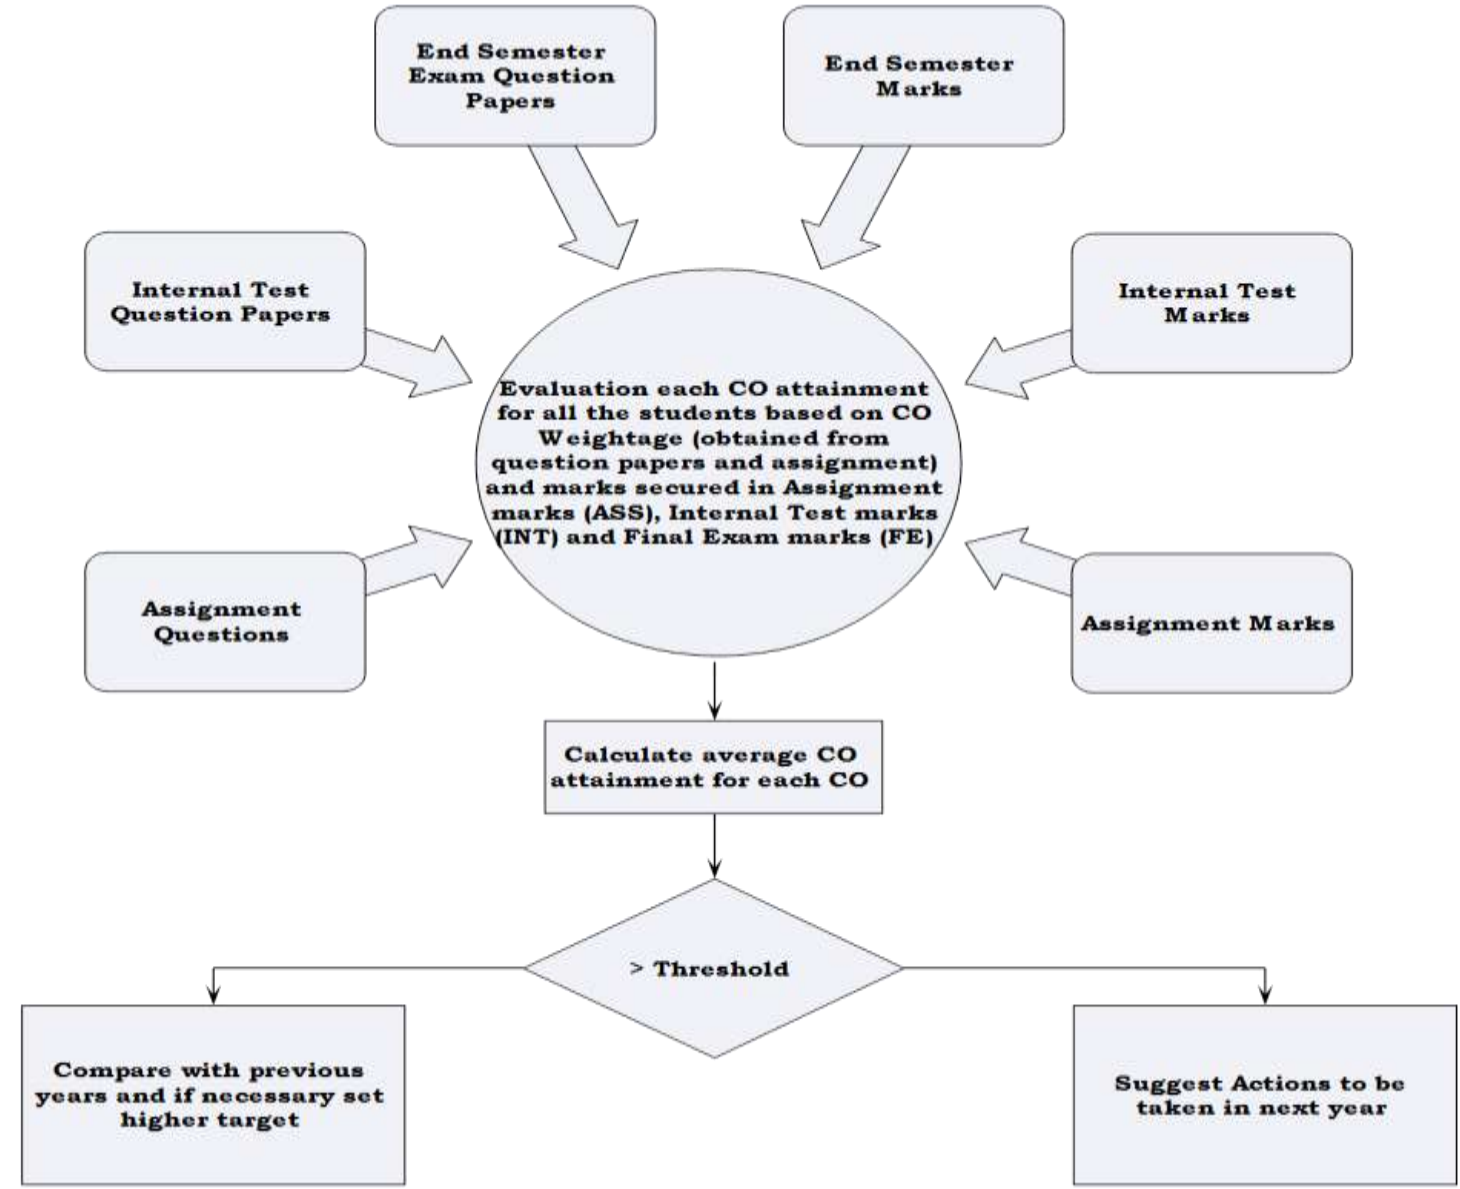 End Semester
Exam Question
Papers
End Semester
Marks
Internal Test
Question Papers
Internal Test
Marks
Evaluation each CO attainment
for all the students based on CO
Weightage (obtained from
question papers and assignment)
and marks secured in Assignment
marks (ASS), Internal Test marks
(INT) and Final Exam marks (FE)
Assignment
Questions
Assignment Marks
Calculate average CO
attainment for each CO
> Threshold
Compare with previous
years and if necessary set
higher target
Suggest Actions to be
taken in next year